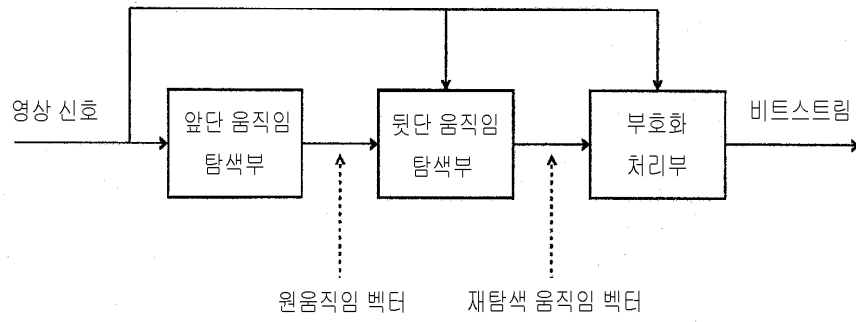 영상 신호
앞단 움직임
탐색부
뒷단 움직임
탐색부
부호화
처리부
비트스트림
원움직임 벡터
재탐색 움직임 벡터